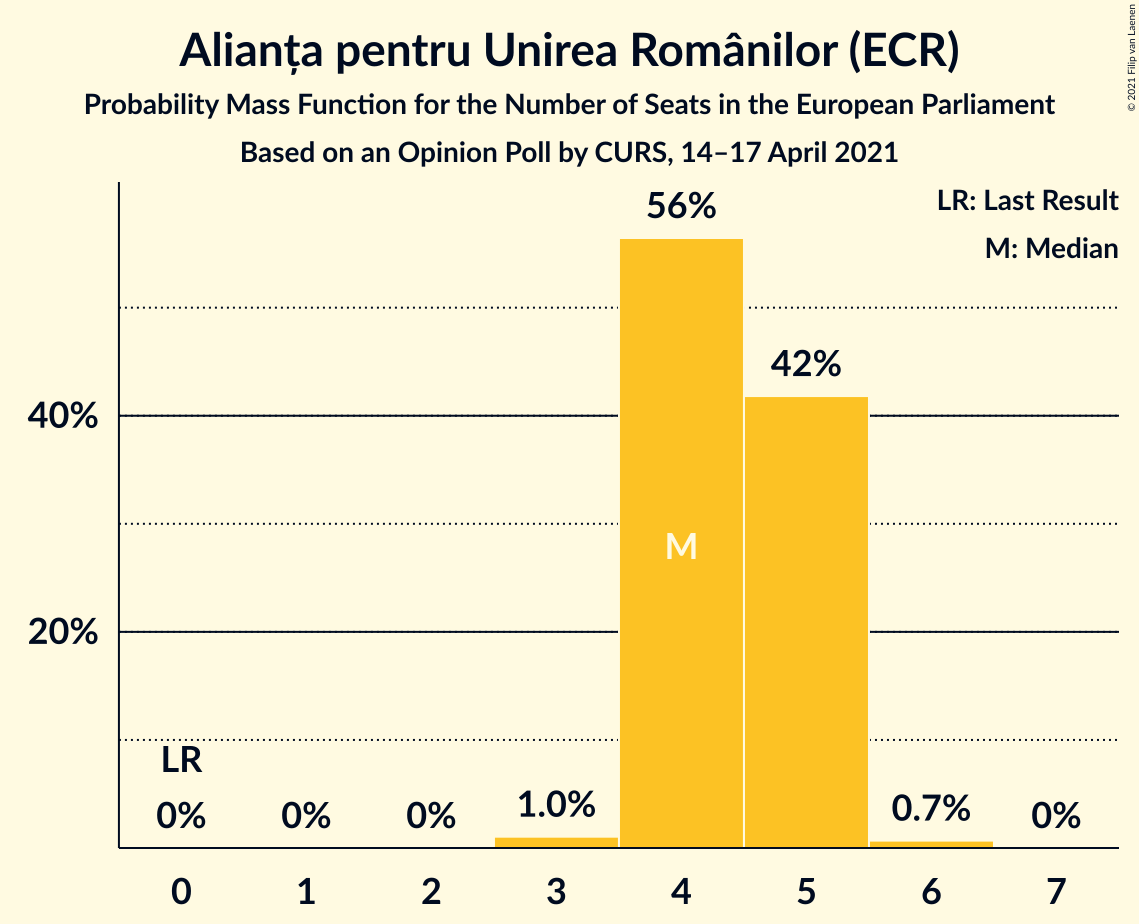 Alianța pentru Unirea Românilor (ECR)
Probability Mass Function for the Number of Seats in the European Parliament
Based on an Opinion Poll by CURS, 14–17 April 2021
© 2021 Filip van Laenen
LR: Last Result
M: Median
56%
42%
40%
M
20%
LR
0% 0% 0% 1.0% 0.7% 0%
0 1 2 3 4 5 6 7